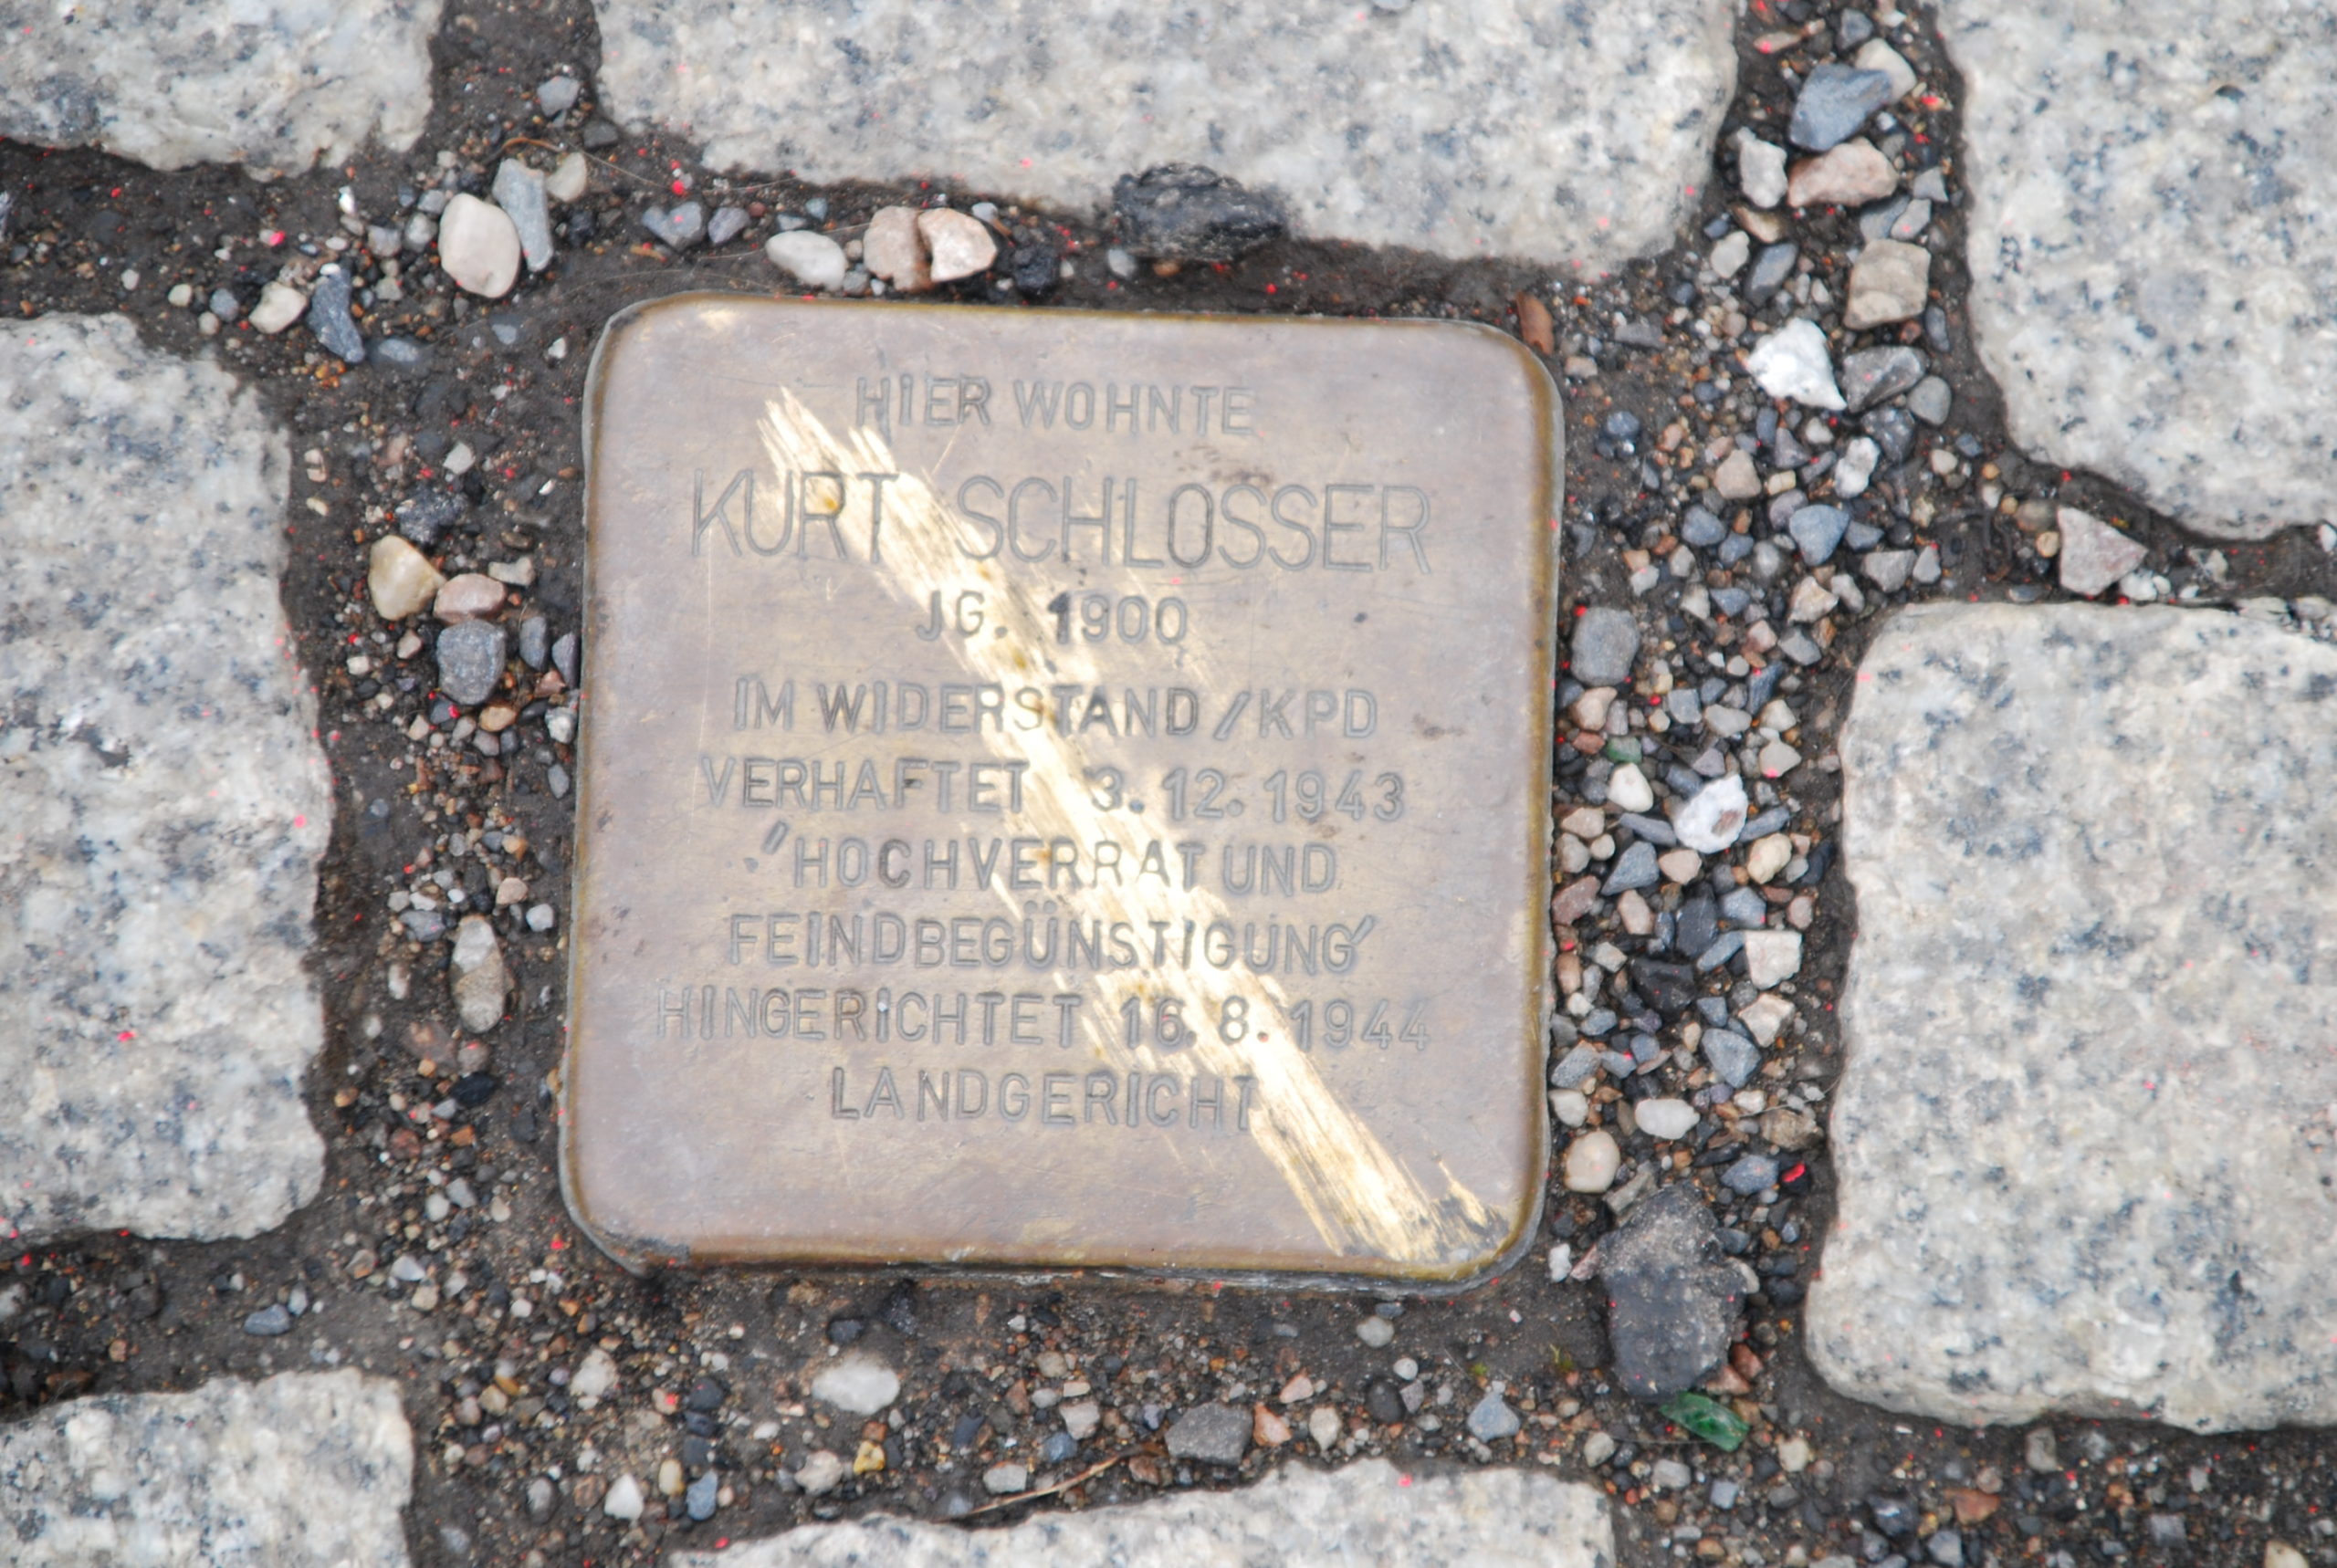 HIER WOHNTE
KURT SCHLOSSER
JG. 1900
IM WIDERSTAND/KPD
VERHAFTET 3.12.1943
'HOCHVERRAT UND
FEINDBEGÜNSTIGUNG'
HINGERICHTET 16.8.1944
LANDGERICHT